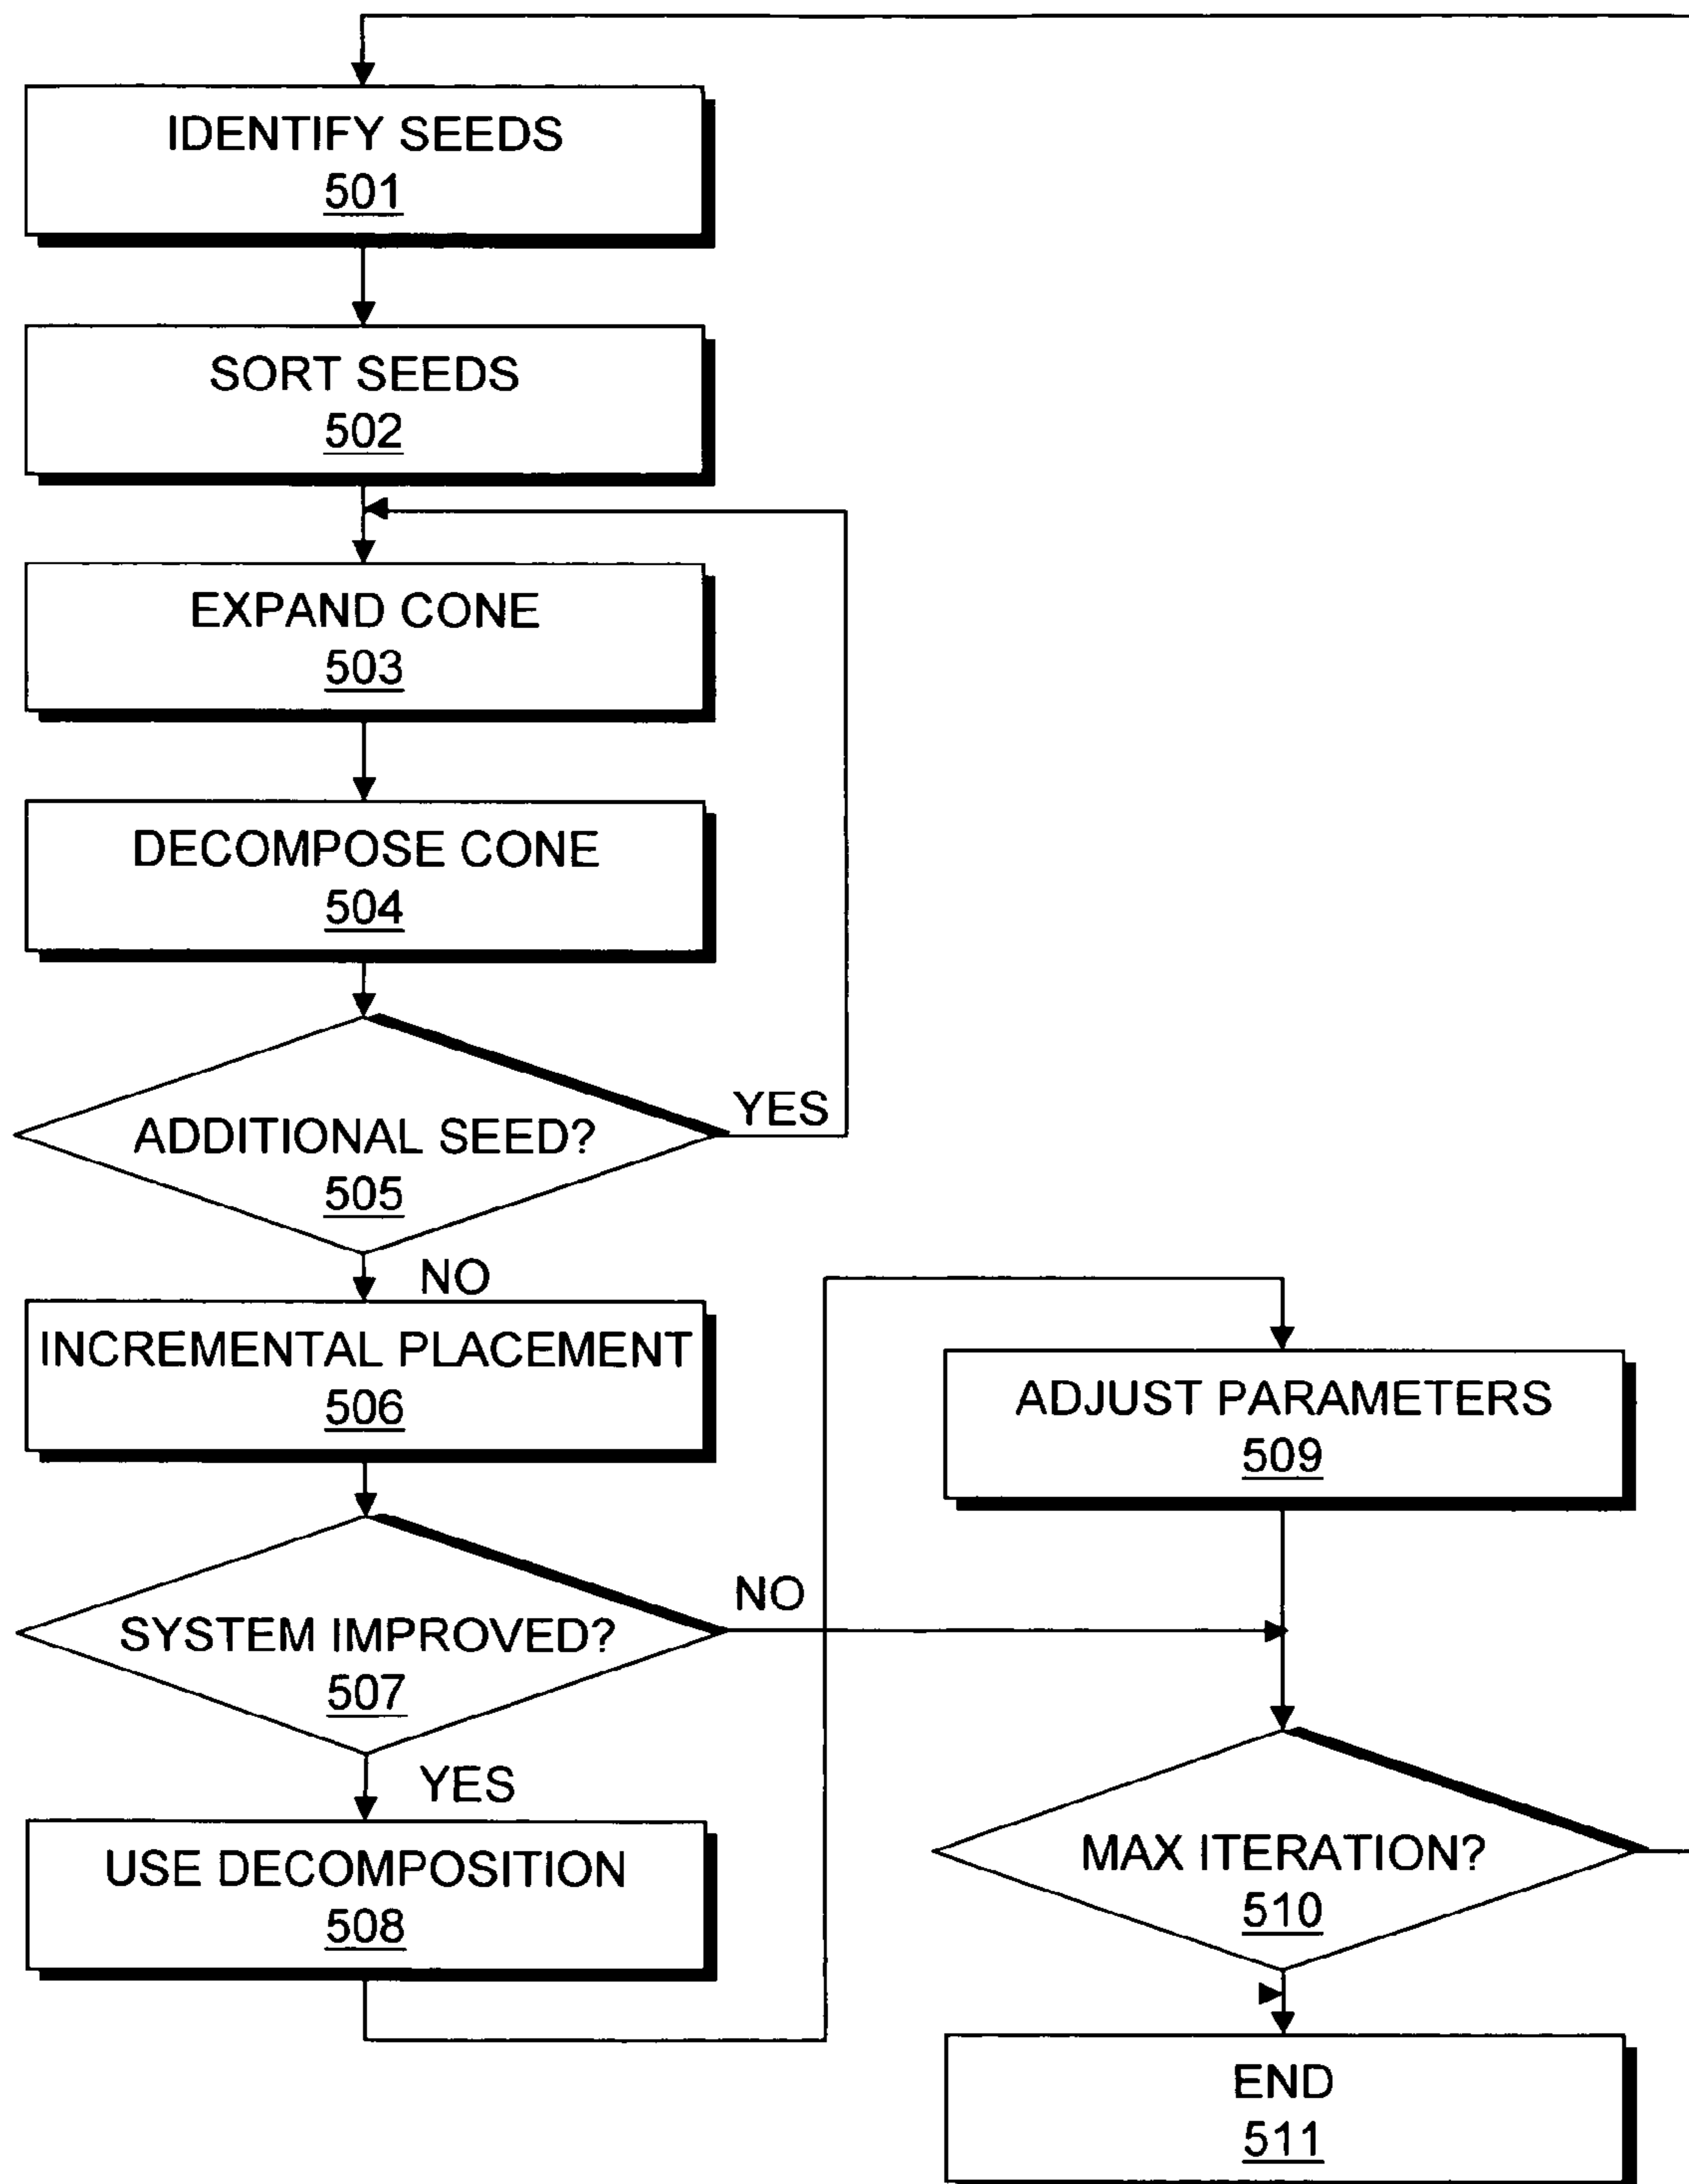 IDENTIFY SEEDS
501
SORT SEEDS
502
EXPAND CONE
503
DECOMPOSE CONE
504
YES
ADDITIONAL SEED?
505
NO
INCREMENTAL PLACEMENT
506
NO
SYSTEM IMPROVED?
507
YES
USE DECOMPOSITION
508
ADJUST PARAMETERS
509
MAX ITERATION?
510
END
511